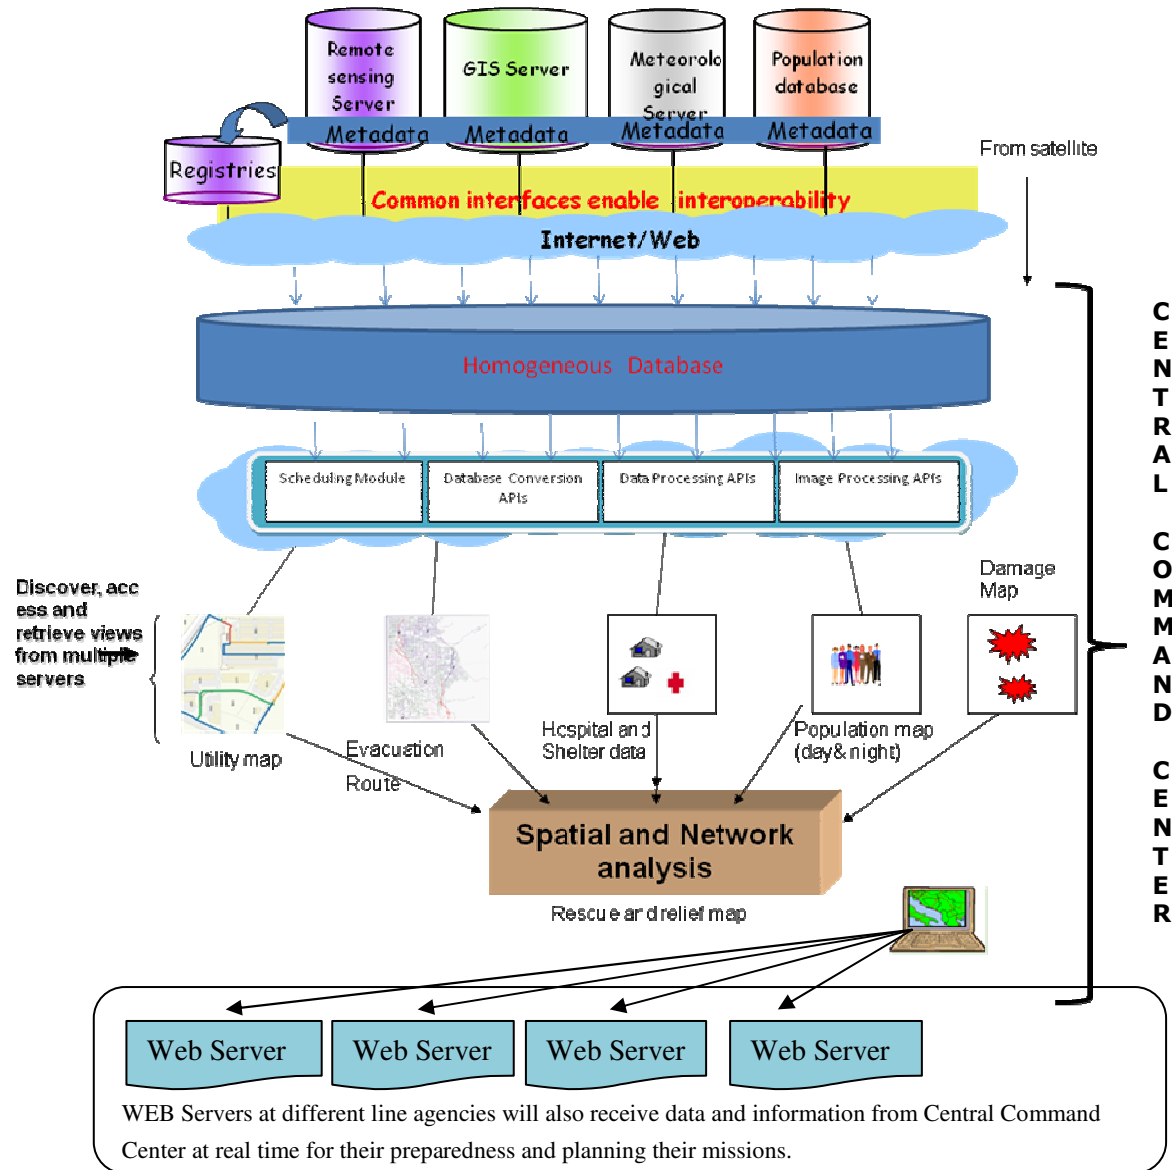 Remote
sensing
Server
GIS Server
Meteorolo
gical
Server
Population
database
Metadata
Metadata
Metadata
Metadata
Registries
From satellite
Common interfaces enable interoperability
Internet/Web
Homogeneous Database
Scheduling Module
Database Conversion
APIs
Data Processing APIs
Image Processing APIs
Discover, acc
ess and
retrieve views
from multiple
servers
Damage
Map
Utility map
Evacuation
Route
Hospital and
Shelter data
Population map
(day& night)
Spatial and Network
analysis
Rescue and relief map
C
E
N
T
R
A
L
C
O
M
M
A
N
D
C
E
N
T
E
R
Web Server
Web Server
Web Server
Web Server
WEB Servers at different line agencies will also receive data and information from Central Command
Center at real time for their preparedness and planning their missions.